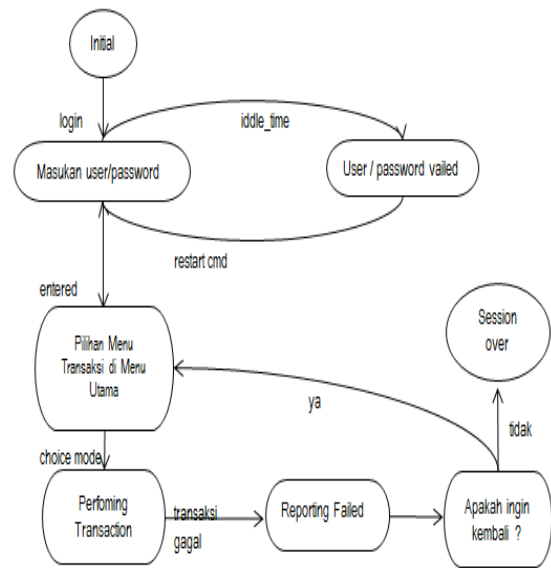 Initial
login
iddle_time
Masukan user/password
User / password vailed
restart cmd
entered
Pilihan Menu
Transaksi di Menu
Utama
Session
over
ya
tidak
choice mode
Perfoming
Transaction
transaksi
gagal
Reporting Failed
Apakah ingin
kembali ?